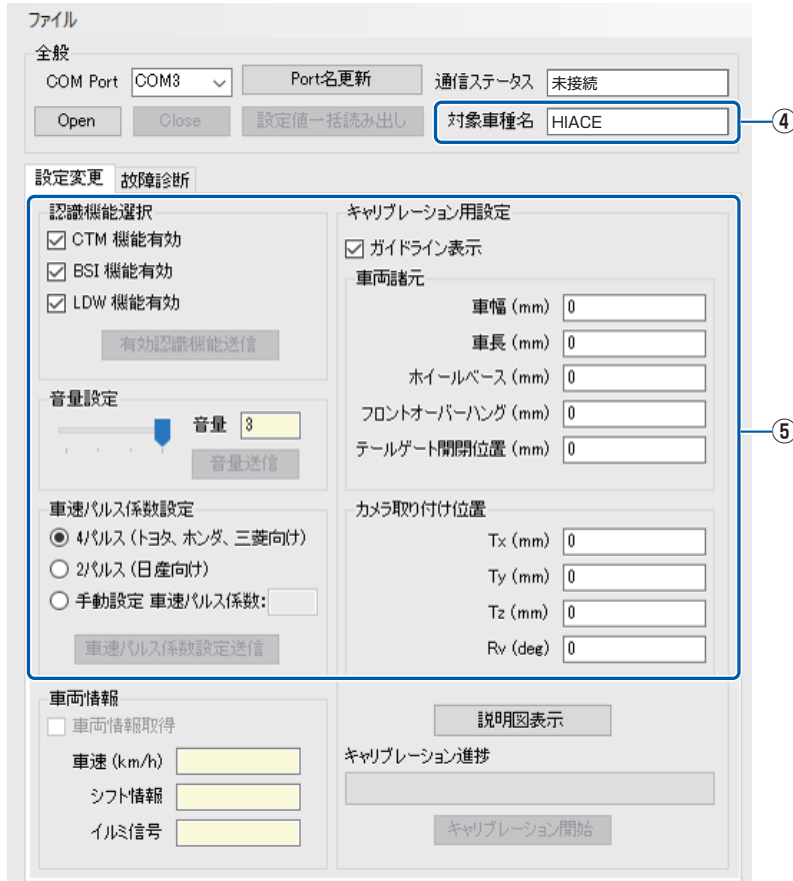 ファイル
全般
COM Port COM3 Port名更新 通信ステータス 未接続
Open Close 設定値一括読み出し 対象車種名 HIACE ④
設定変更 故障診断
認識機能選択
☑ CTM 機能有効
☑ BSI 機能有効
☑ LDW 機能有効
有効認識機能送信
音量設定
音量 3
音量送信
車速パルス係数設定
4パルス (トヨタ、ホンダ、三菱向け)
2パルス (日産向け)
手動設定 車速パルス係数:
車速パルス係数設定送信
車両情報
車両情報取得
車速 (km/h)
シフト情報
イルミ信号
キャリブレーション用設定
☑ ガイドライン表示
車両諸元
車幅 (mm) 0
車長 (mm) 0
ホイールベース (mm) 0
フロントオーバーハング (mm) 0
テールゲート開閉位置 (mm) 0
⑤
カメラ取り付け位置
Tx (mm) 0
Ty (mm) 0
Tz (mm) 0
Rv (deg) 0
説明図表示
キャリブレーション進捗
キャリブレーション開始